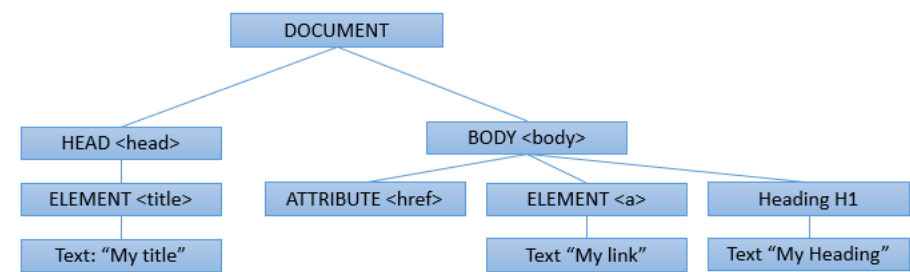 DOCUMENT
HEAD <head>
BODY <body>
ELEMENT <title>
ATTRIBUTE <href>
ELEMENT <a>
Heading H1
Text: “My title”
Text “My link”
Text “My Heading”